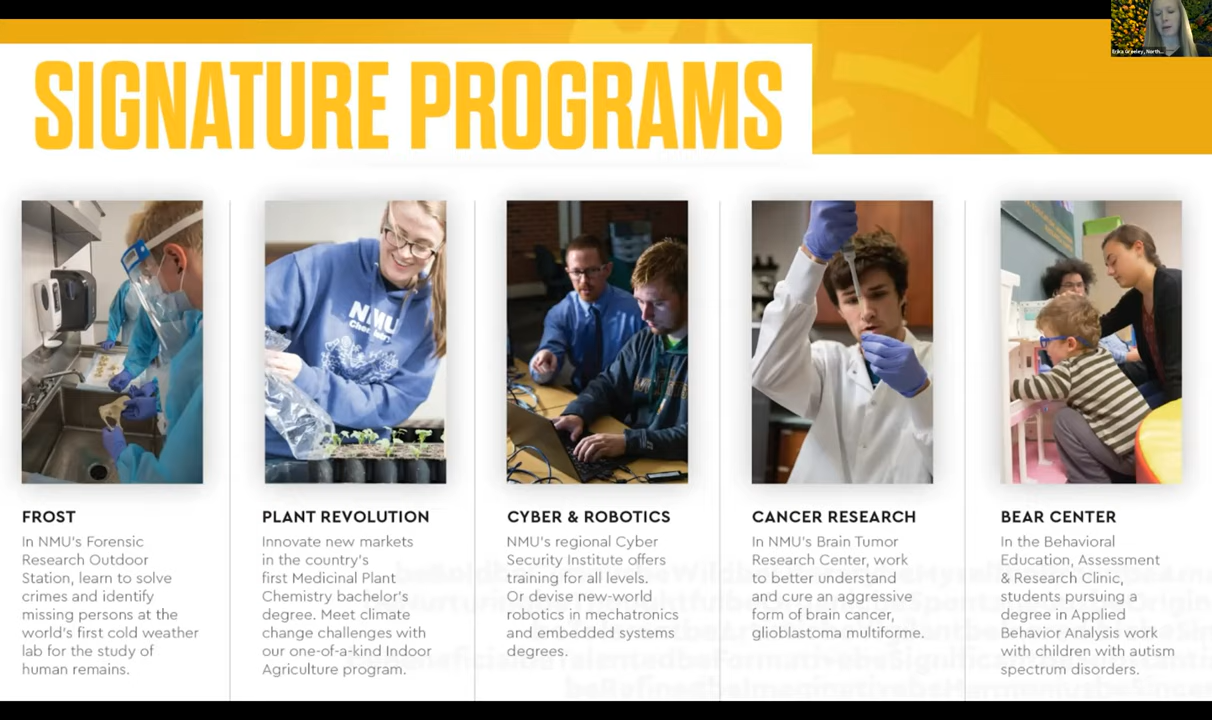 Erika Greeley, North...
SIGNATURE PROGRAMS
NMU
FROST
In NMU's Forensic
Research Outdoor
Station, learn to solve
crimes and identify
missing persons at the
world's first cold weather
lab for the study of
human remains.
PLANT REVOLUTION
Innovate new markets
in the country's
first Medicinal Plant
Chemistry bachelor's
degree. Meet climate
change challenges with
our one-of-a-kind Indoor
Agriculture program.
CYBER & ROBOTICS
NMU's regional Cyber
Security Institute offers
training for all levels.
Or devise new-world
robotics in mechatronics
and embedded systems
degrees.
CANCER RESEARCH
In NMU's Brain Tumor
Research Center, work
to better understand
and cure an aggressive
form of brain cancer,
glioblastoma multiforme.
BEAR CENTER
In the Behavioral
Education, Assessment
& Research Clinic,
students pursuing a
degree in Applied
Behavior Analysis work
with children with autism
spectrum disorders.